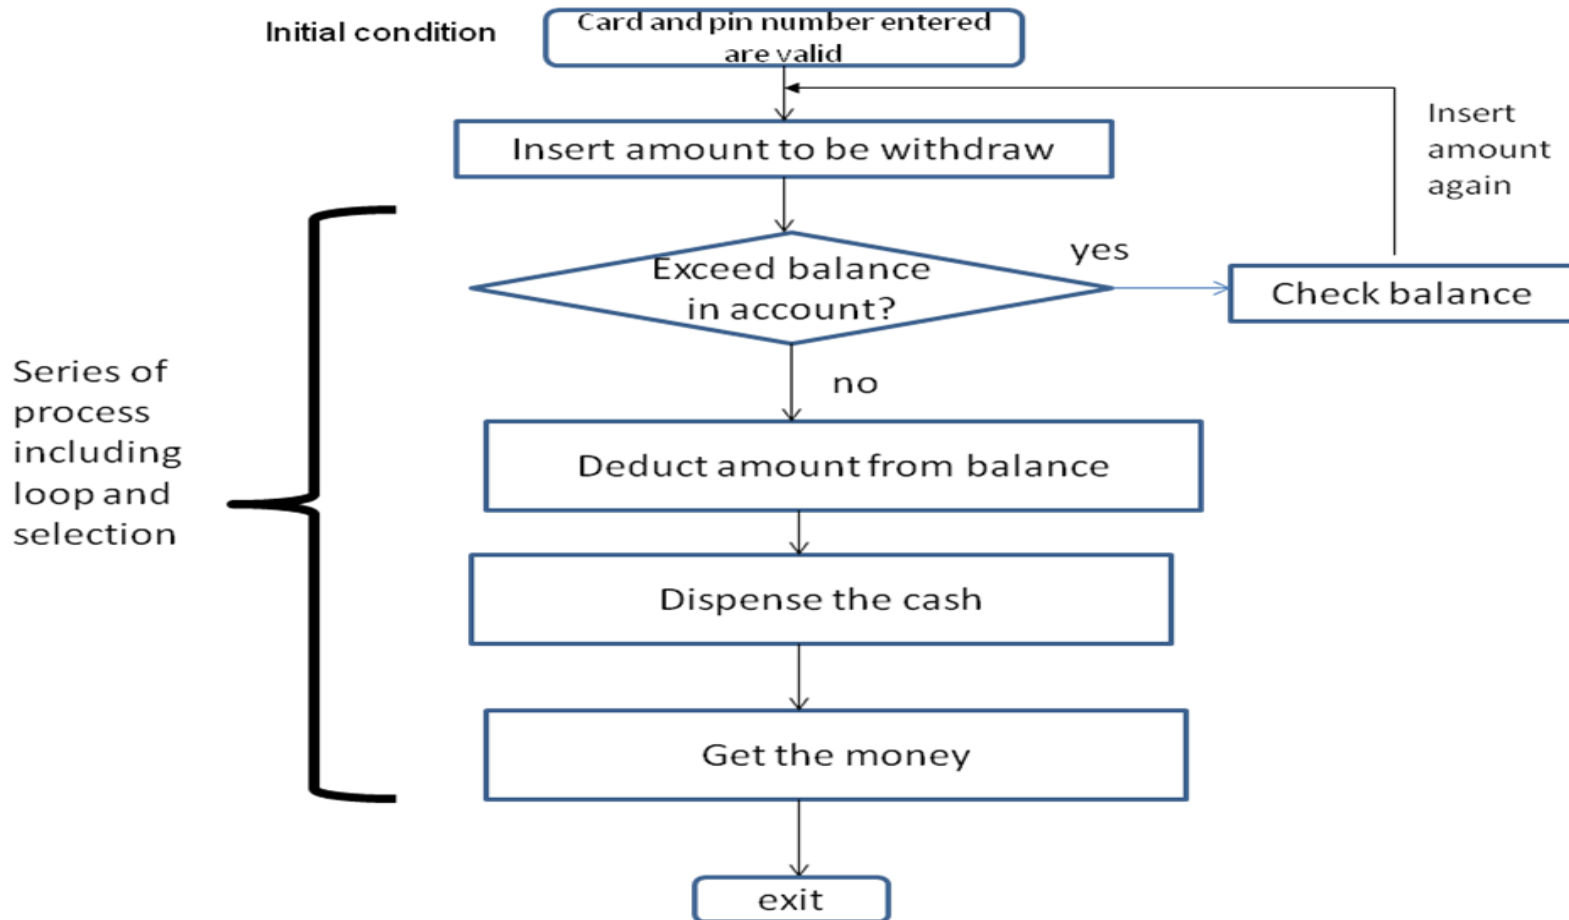 Initial condition
Card and pin number entered
are valid
Insert amount to be withdraw
Insert
amount
again
Exceed balance
in account?
yes
Check balance
no
Series of
process
including
loop and
selection
Deduct amount from balance
Dispense the cash
Get the money
exit